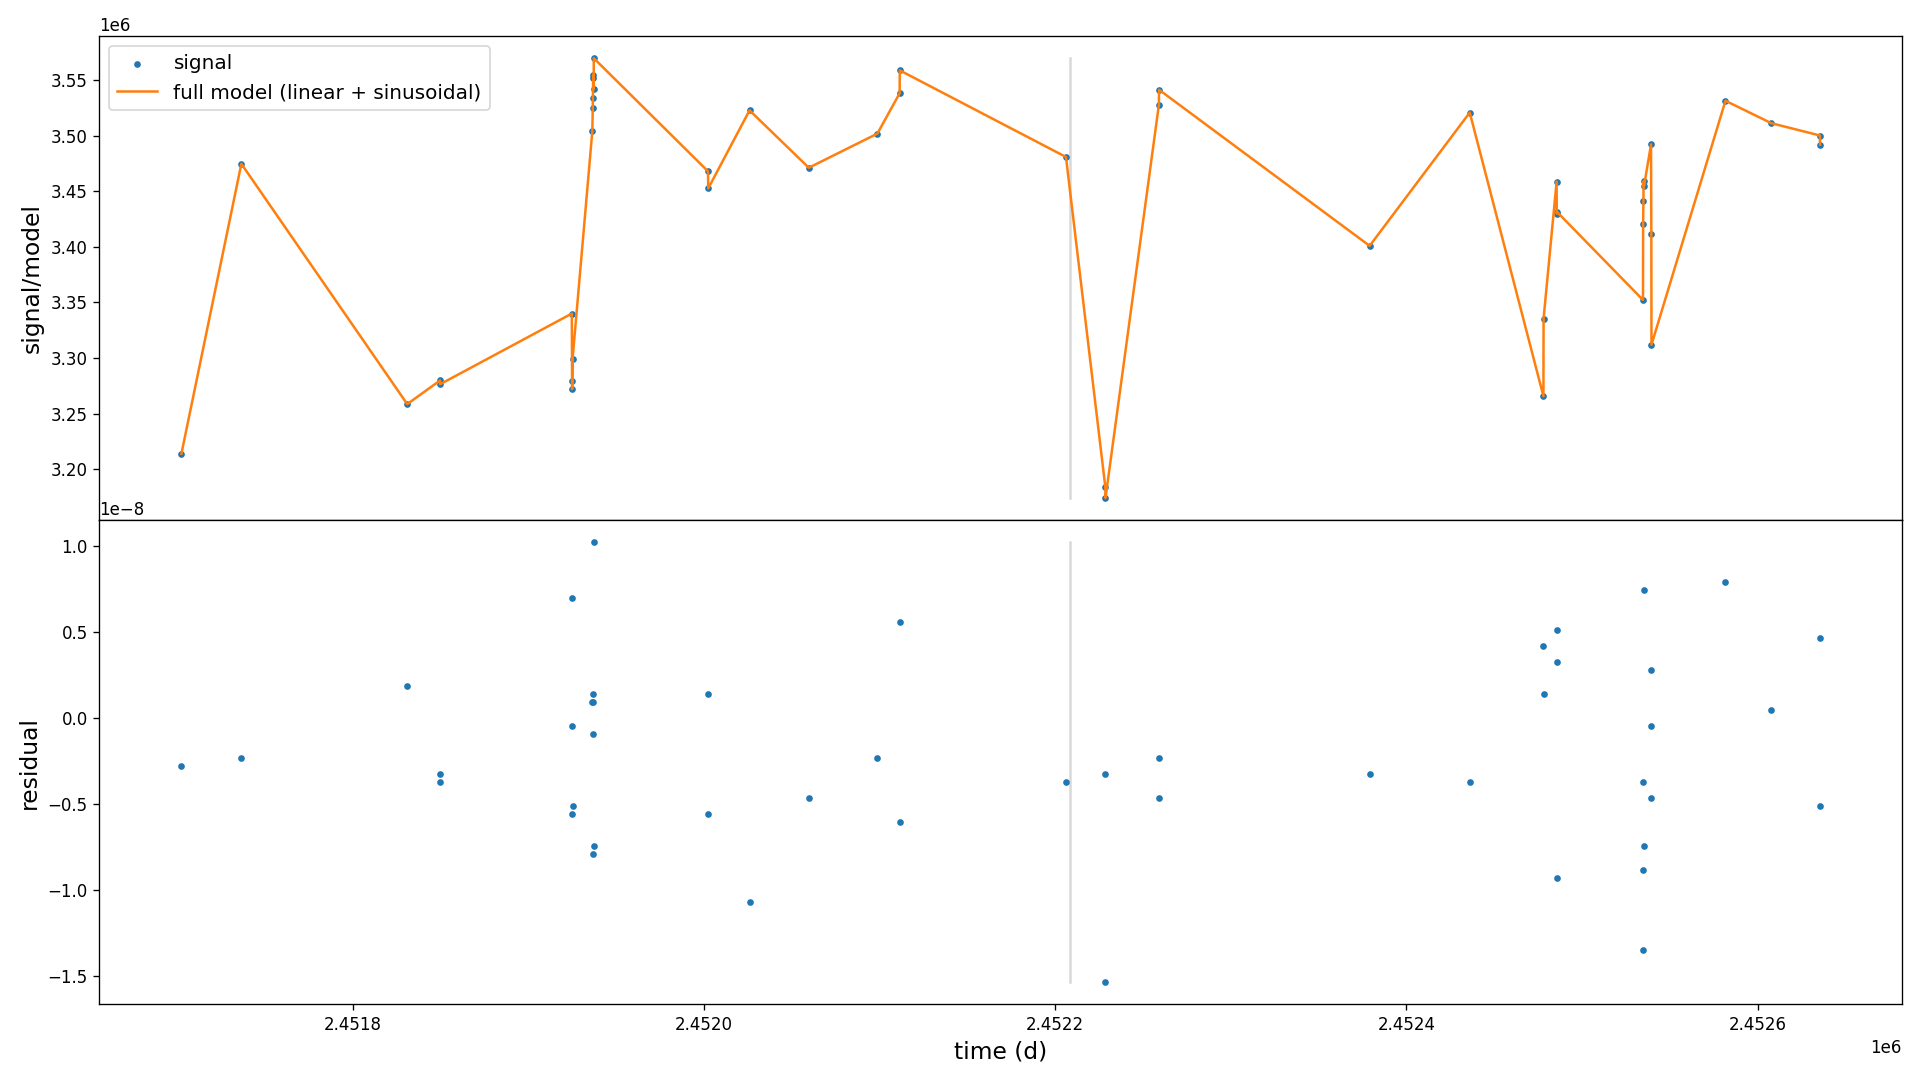 1e6
signal
full model (linear + sinusoidal)
3.55
3.50
3.45
3.40
3.35
3.30
3.25
3.20
signal/model
1e−8
1.0
0.5
0.0
−0.5
−1.0
−1.5
residual
2.4518
2.4520
2.4522
2.4524
2.4526
time (d)
1e6